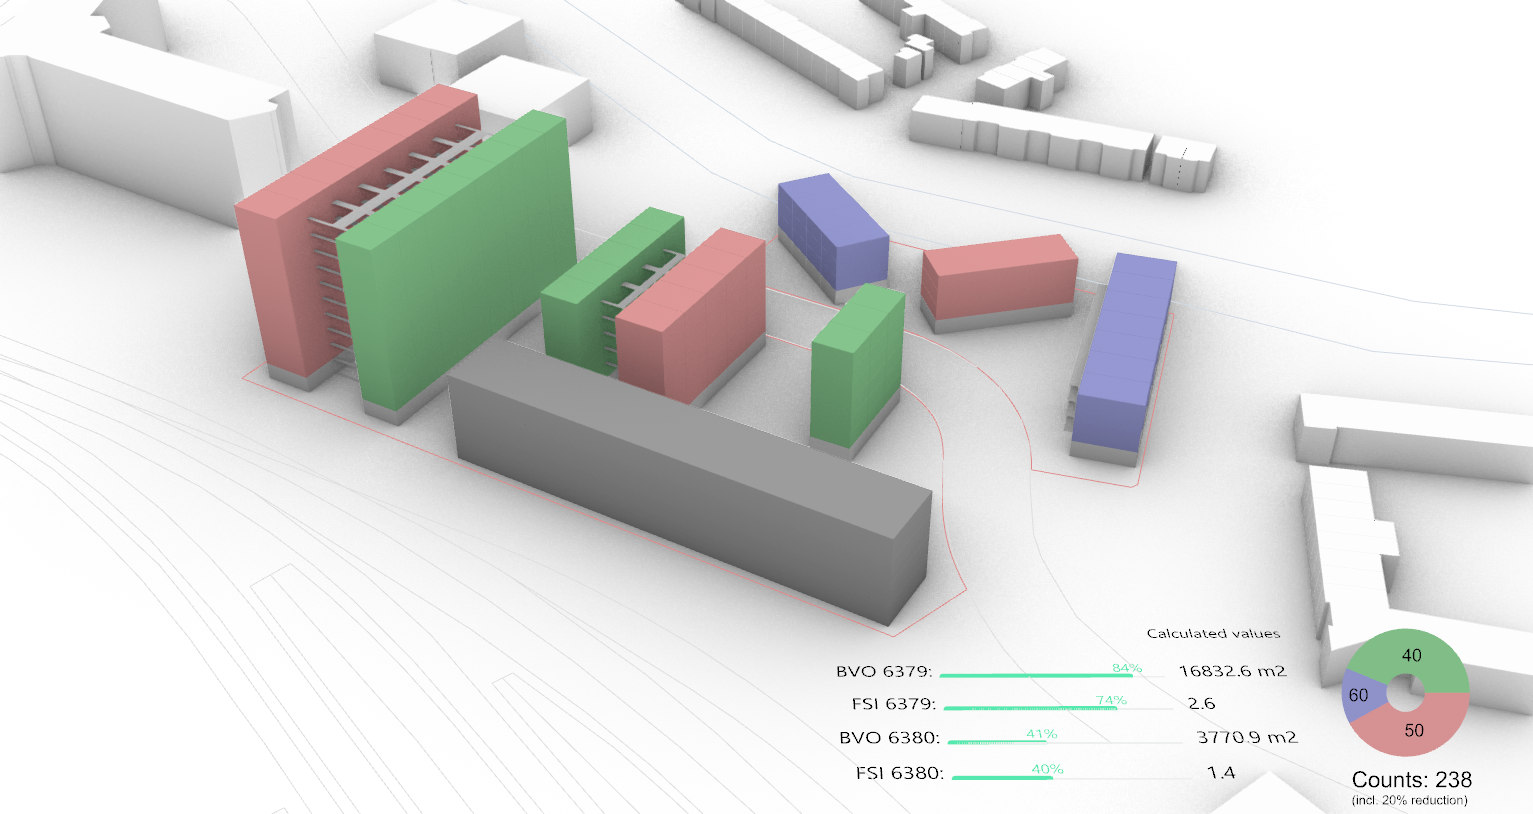 Calculated values
BVO 6379: 84% 16832.6 m2
FSI 6379: 74% 2.6
BVO 6380: 41% 3770.9 m2
FSI 6380: 40% 1.4
40
60
50
Counts: 238
(incl. 20% reduction)